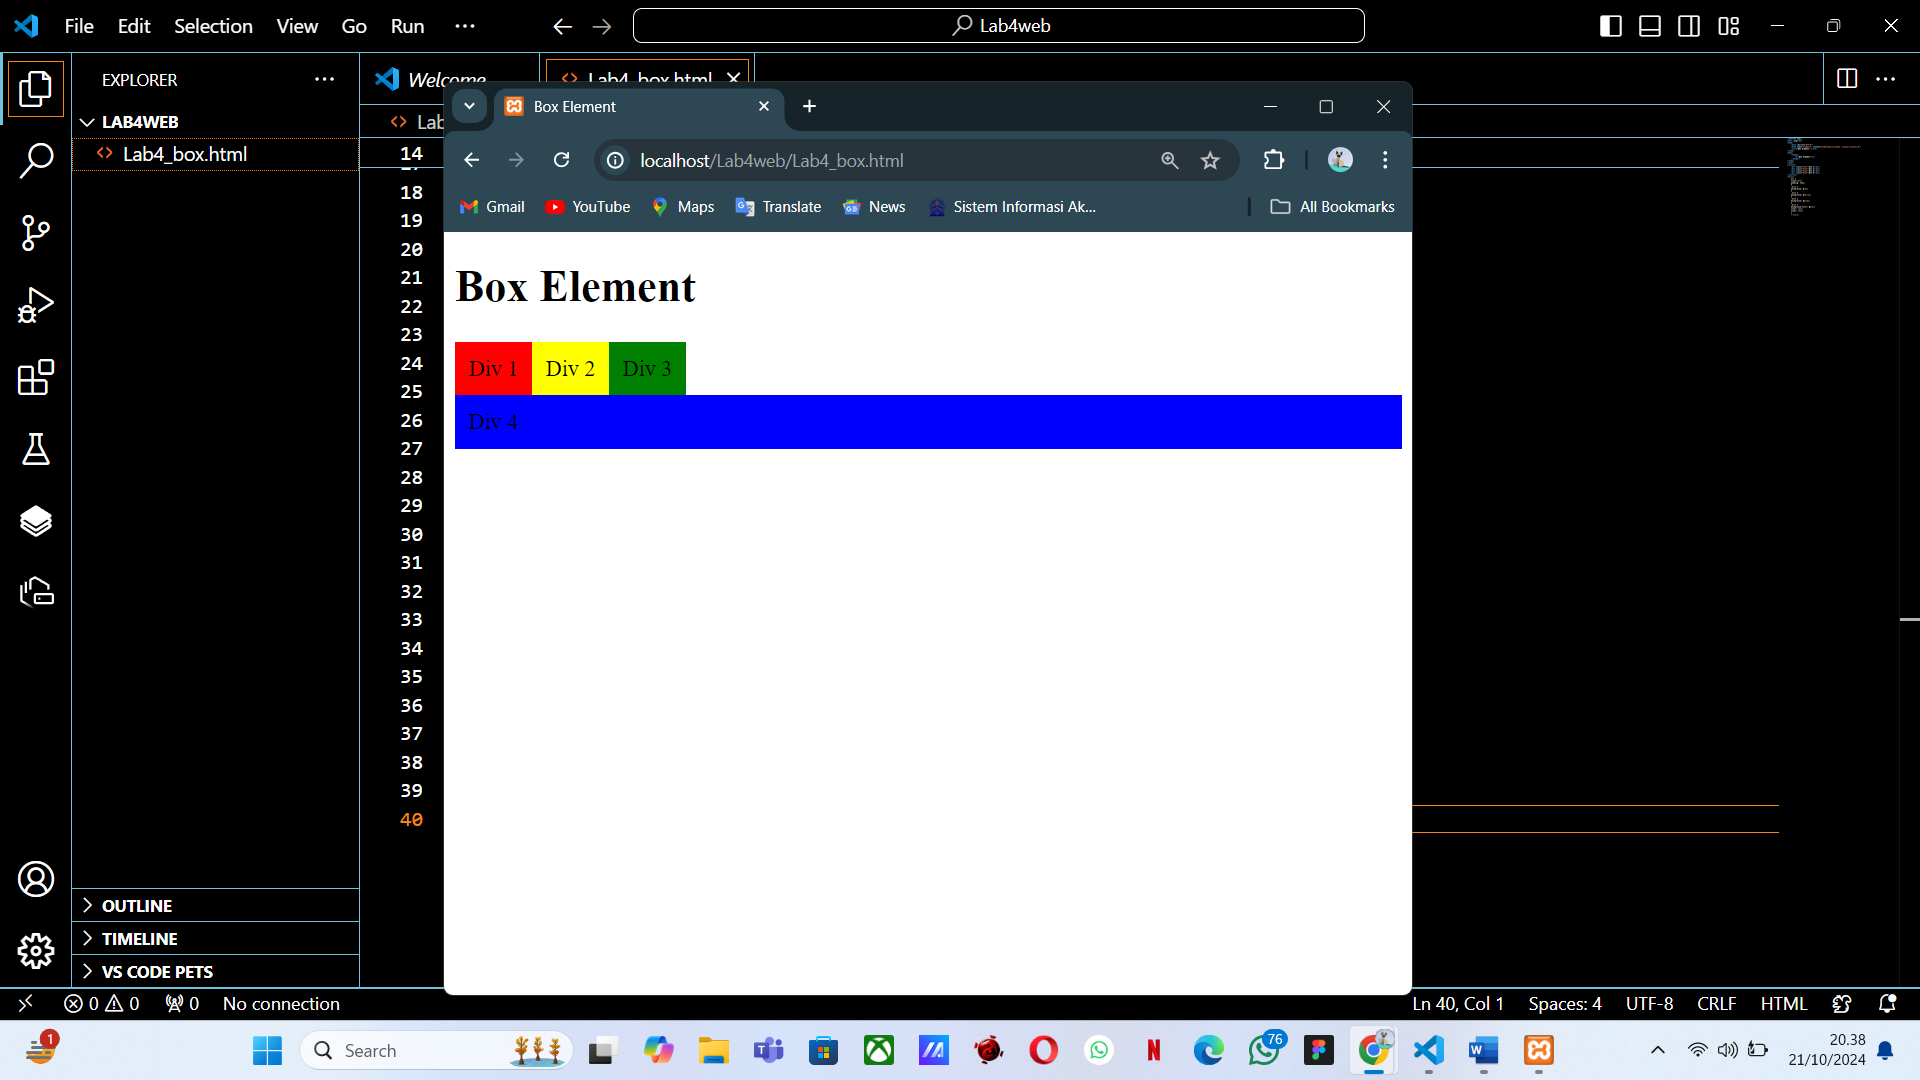 File Edit Selection View Go Run ··· Lab4web
EXPLORER
Welcome
Lab4_box.html
LAB4WEB
Lab4_box.html
Lab
Box Element
localhost/Lab4web/Lab4_box.html
Gmail YouTube Maps Translate News Sistem Informasi Ak... All Bookmarks
Box Element
Div 1 Div 2 Div 3
Div 4
14
18
19
20
21
22
23
24
25
26
27
28
29
30
31
32
33
34
35
36
37
38
39
40
OUTLINE
TIMELINE
VS CODE PETS
0 0 0 No connection Ln 40, Col 1 Spaces: 4 UTF-8 CRLF HTML
1 Search 76 20.38
21/10/2024